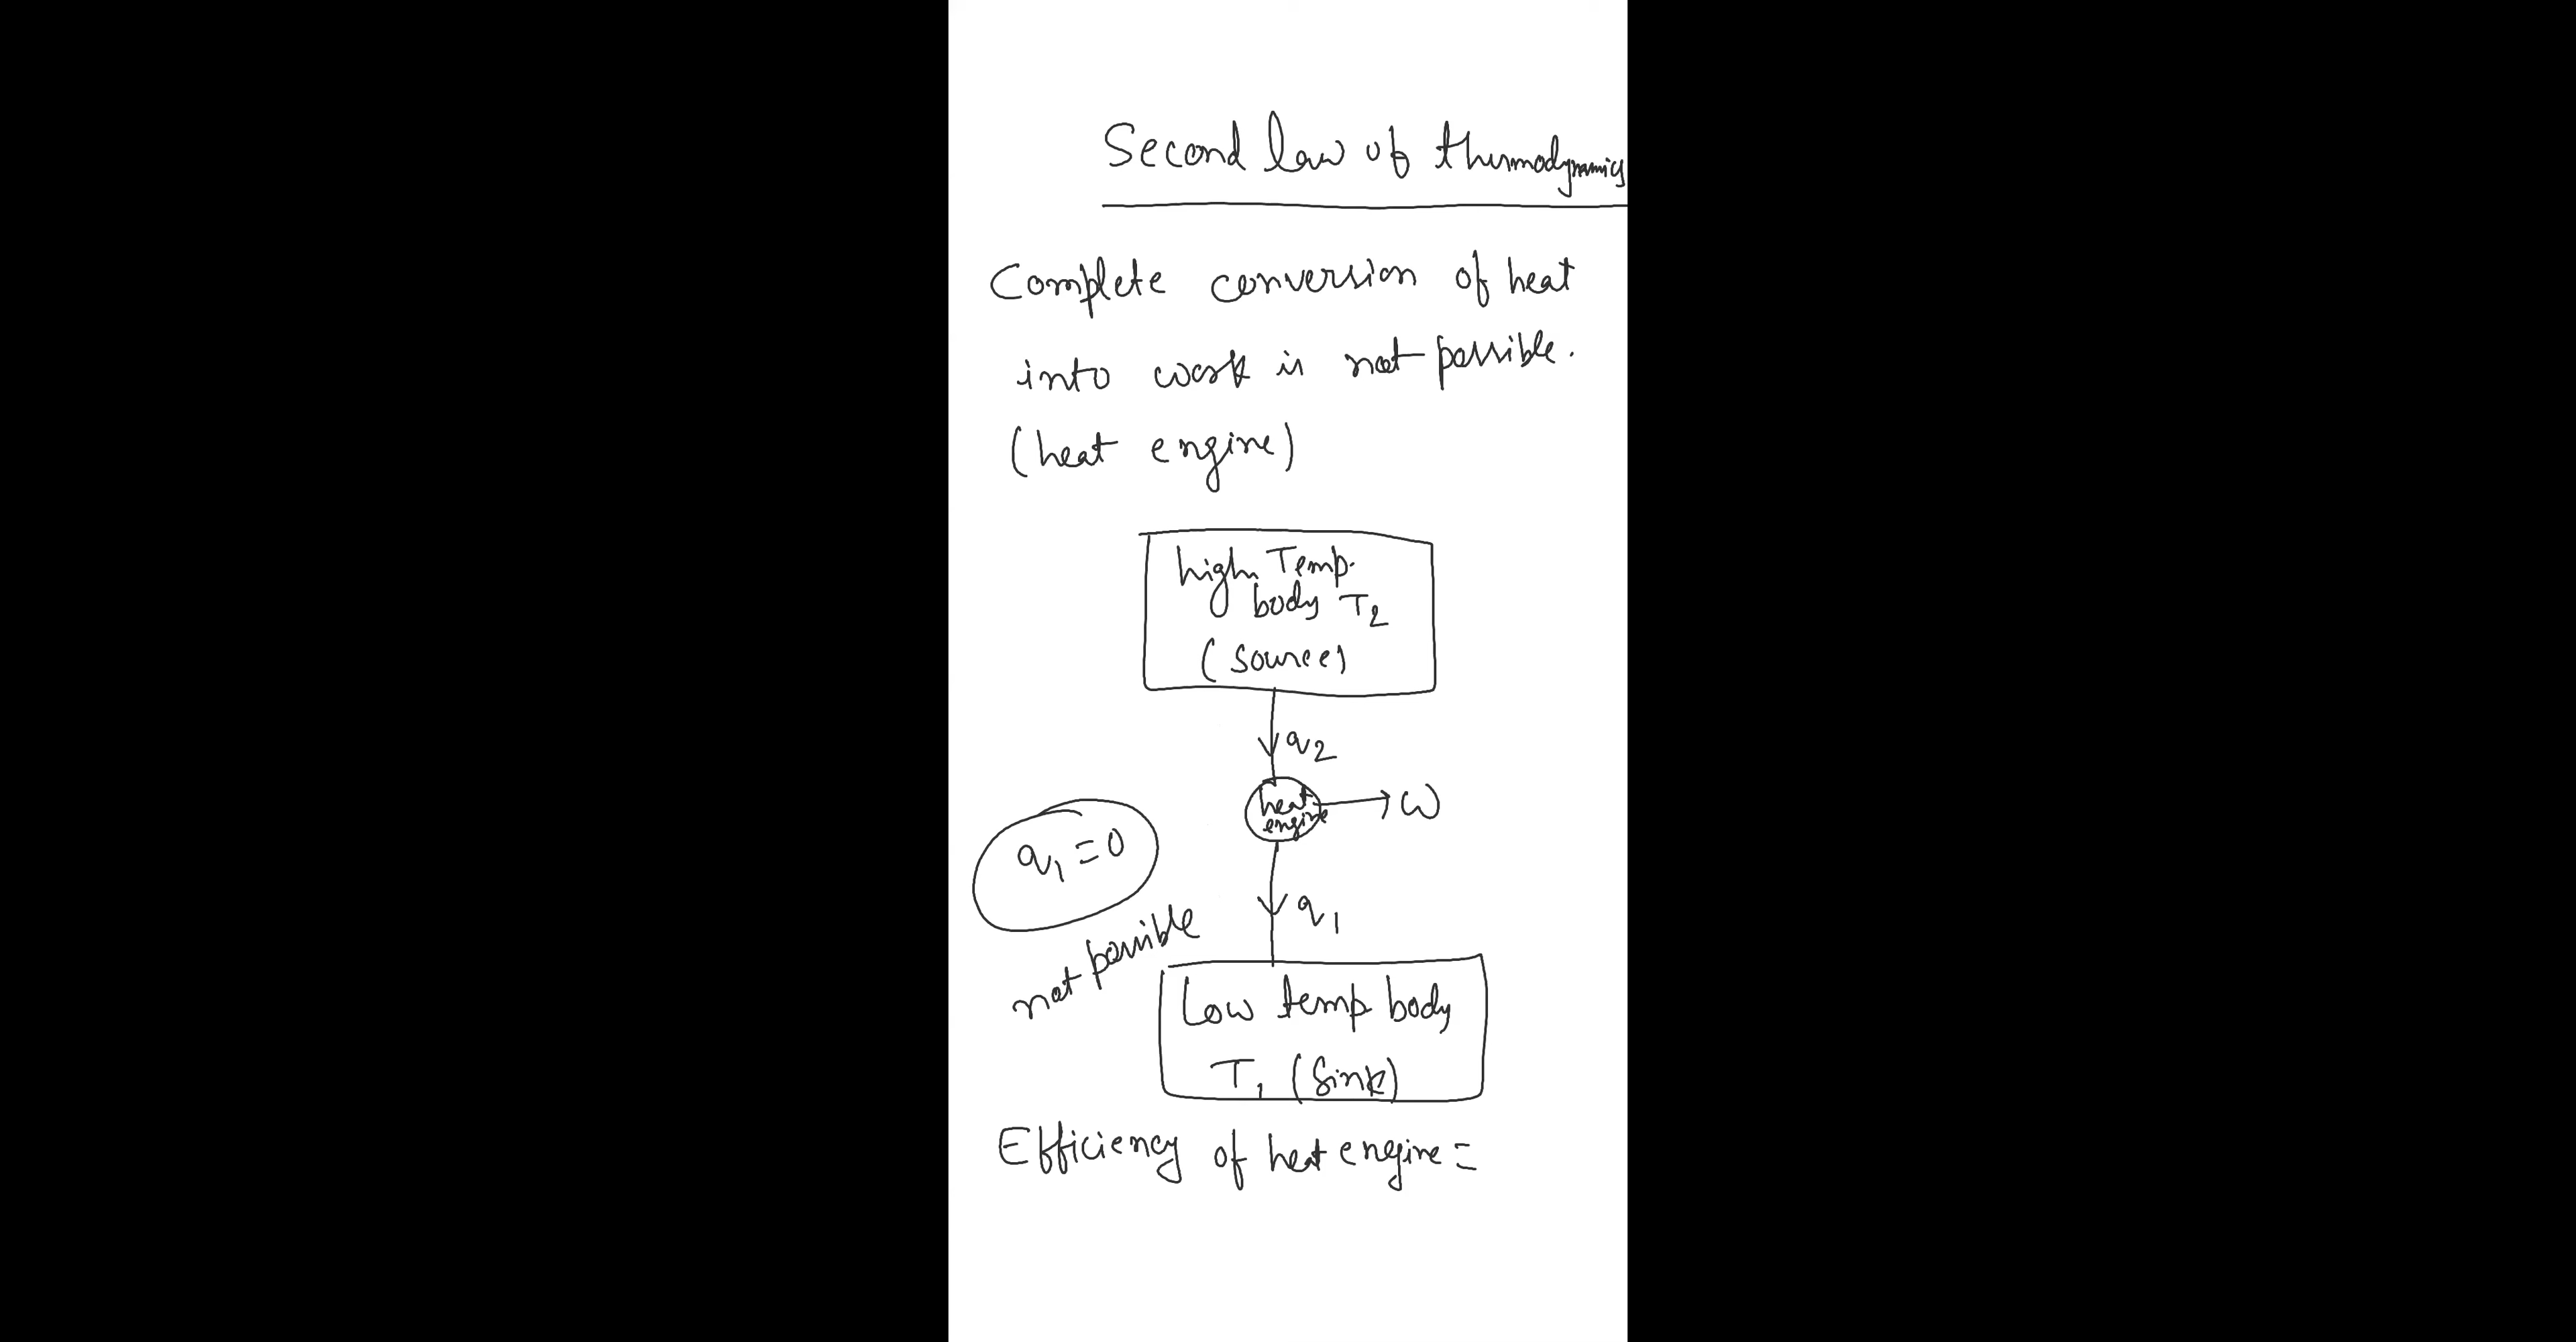 Second law of thermodynamics
Complete conversion of heat
into work is not possible.
(heat engine)
high Temp.
body T2
(source)
q2
heat
engine
→ W
q1 = 0
not possible
q1
Low temp body
T1 (Sink)
Efficiency of heat engine =